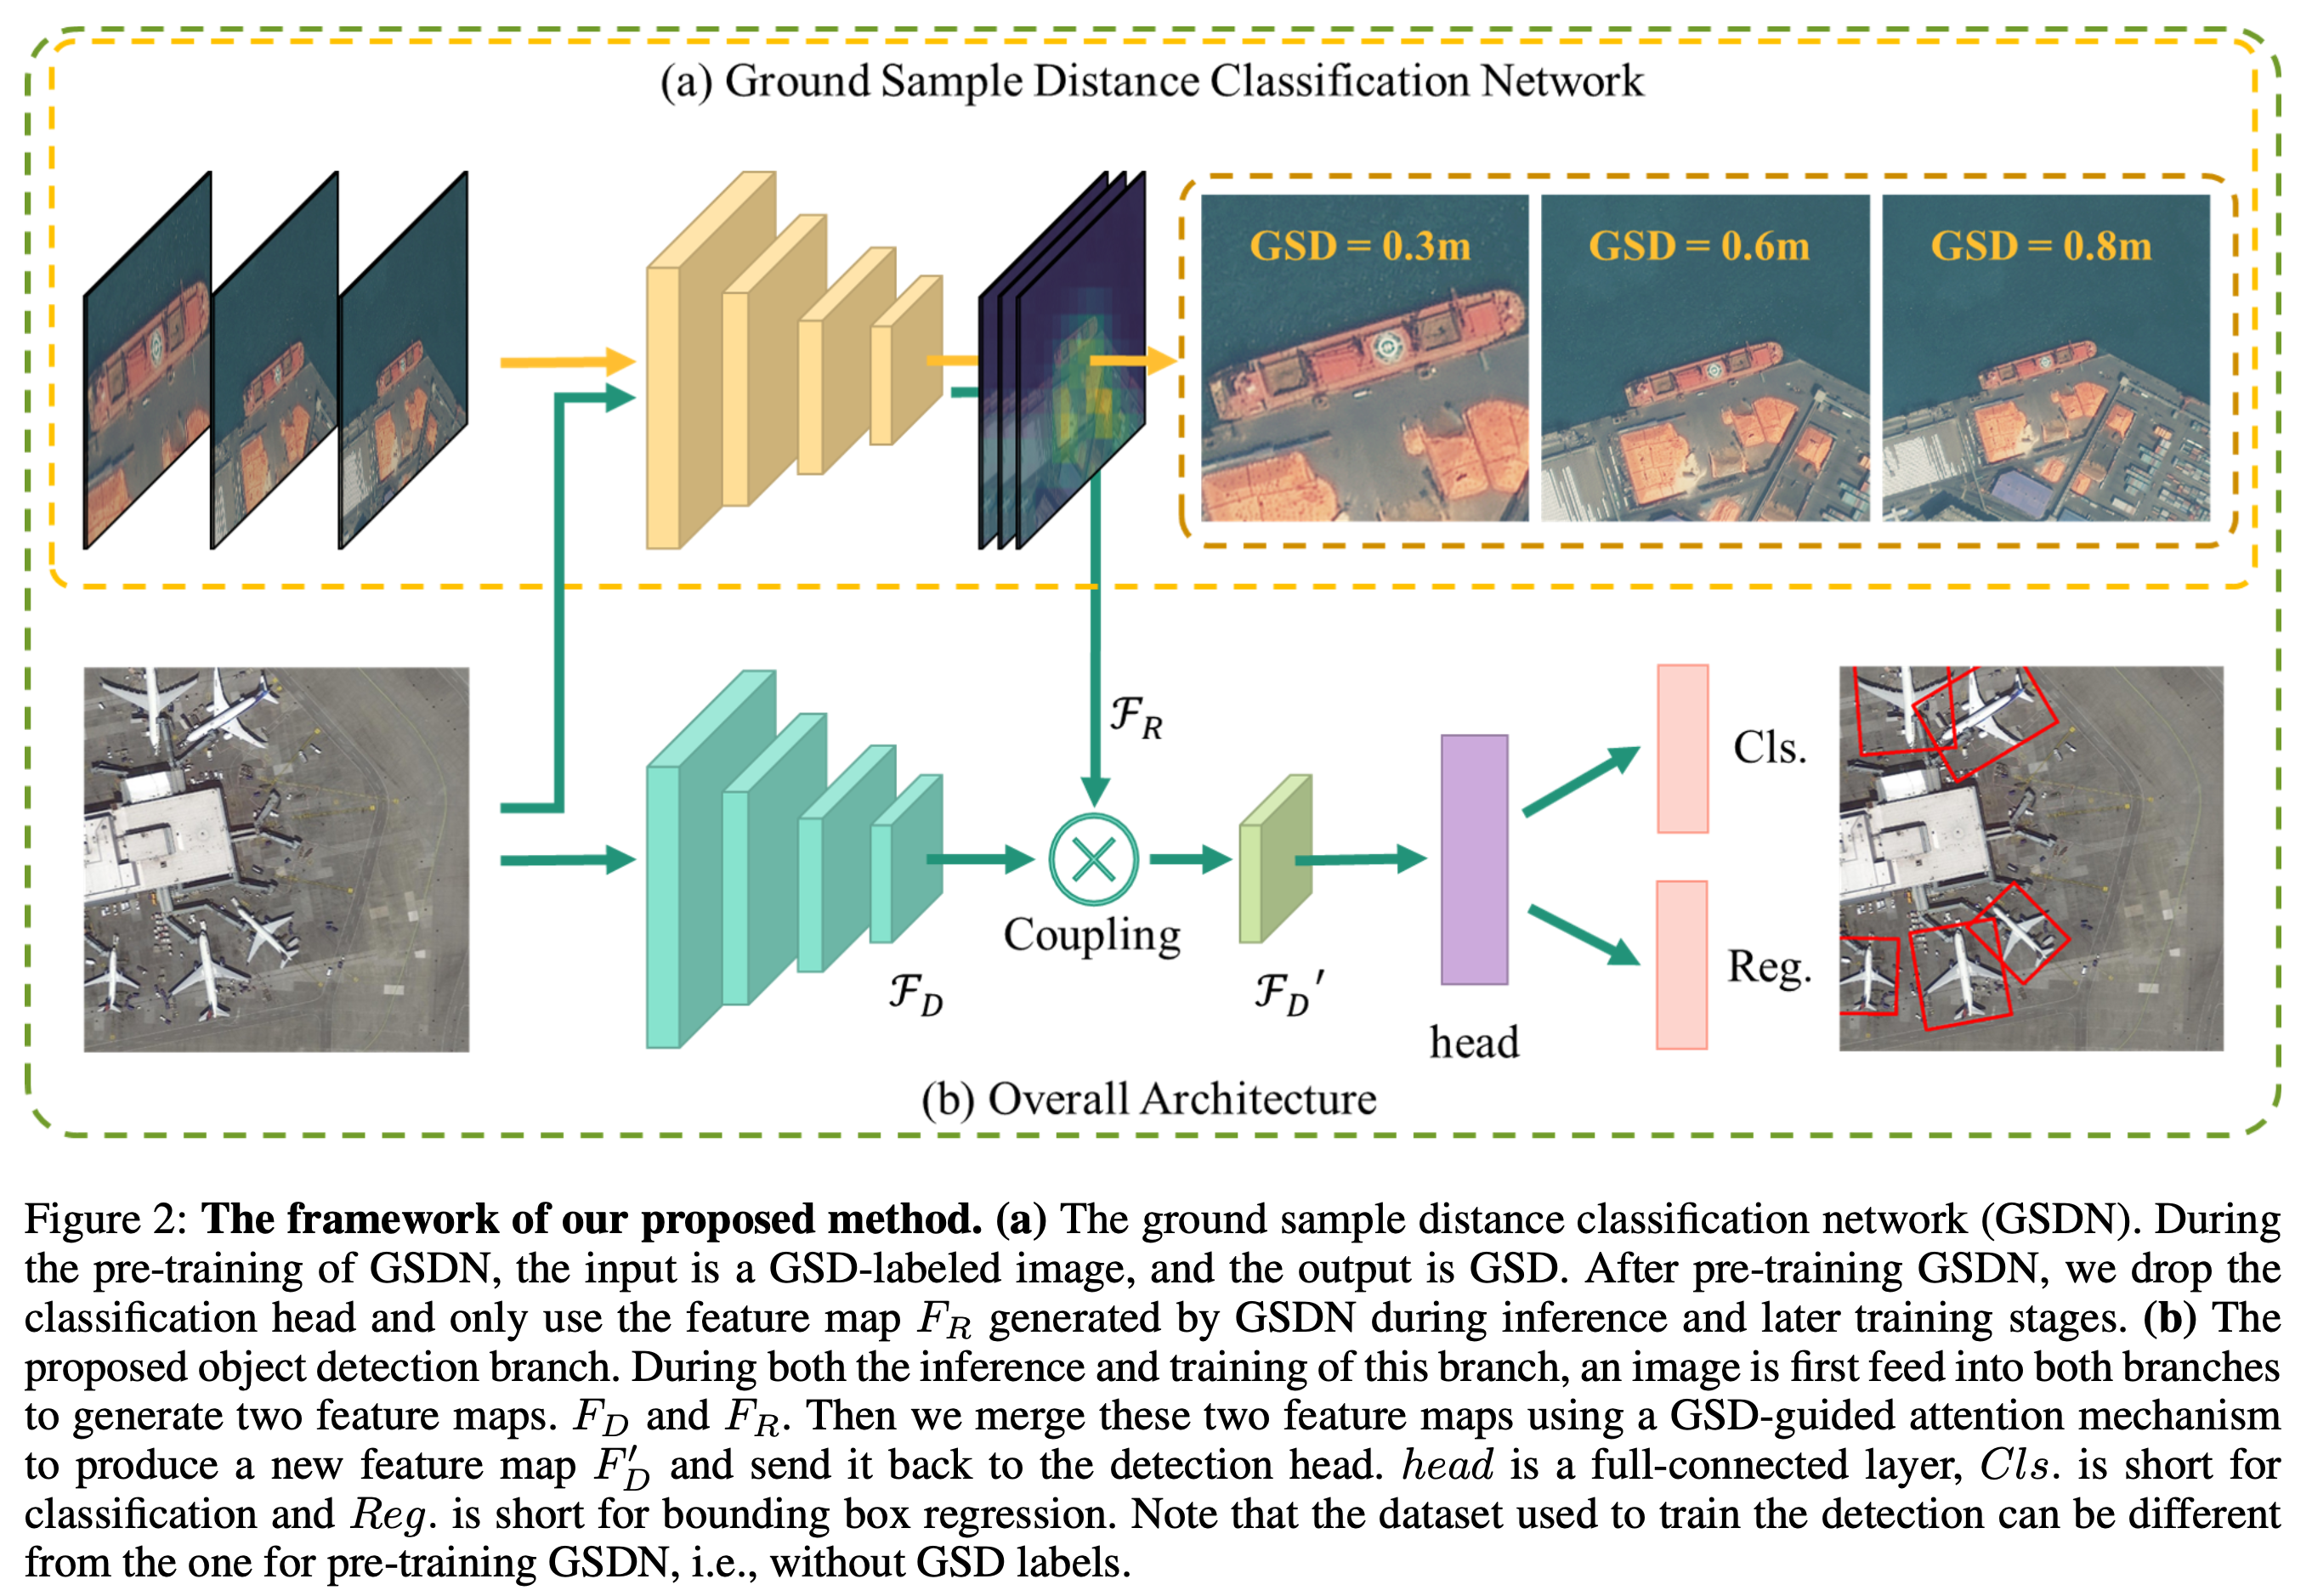 (a) Ground Sample Distance Classification Network
GSD = 0.3m
GSD = 0.6m
GSD = 0.8m
ℱ_R
Cls.
Coupling
Reg.
ℱ_D
ℱ_D′
head
(b) Overall Architecture
Figure 2: The framework of our proposed method. (a) The ground sample distance classification network (GSDN). During
the pre-training of GSDN, the input is a GSD-labeled image, and the output is GSD. After pre-training GSDN, we drop the
classification head and only use the feature map F_R generated by GSDN during inference and later training stages. (b) The
proposed object detection branch. During both the inference and training of this branch, an image is first feed into both branches
to generate two feature maps. F_D and F_R. Then we merge these two feature maps using a GSD-guided attention mechanism
to produce a new feature map F′_D and send it back to the detection head. head is a full-connected layer, Cls. is short for
classification and Reg. is short for bounding box regression. Note that the dataset used to train the detection can be different
from the one for pre-training GSDN, i.e., without GSD labels.